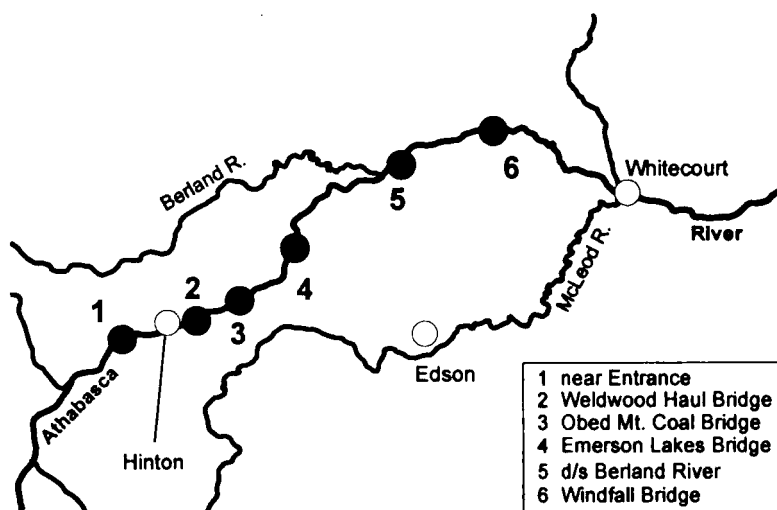 Berland R.
Whitecourt
River
McLeod R.
Athabasca
Hinton
Edson
1
2
3
4
5
6
1 near Entrance
2 Weldwood Haul Bridge
3 Obed Mt. Coal Bridge
4 Emerson Lakes Bridge
5 d/s Berland River
6 Windfall Bridge